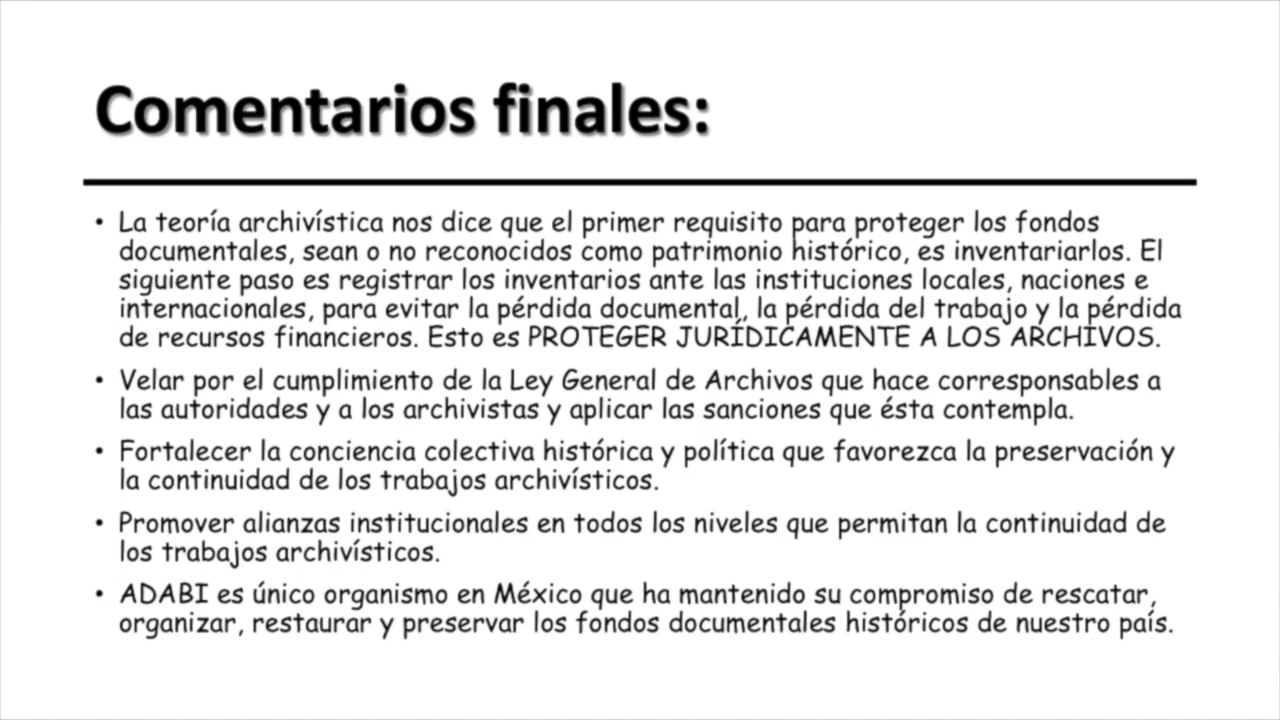 Comentarios finales:
• La teoría archivística nos dice que el primer requisito para proteger los fondos
documentales, sean o no reconocidos como patrimonio histórico, es inventariarlos. El
siguiente paso es registrar los inventarios ante las instituciones locales, naciones e
internacionales, para evitar la pérdida documental,, la pérdida del trabajo y la pérdida
de recursos financieros. Esto es PROTEGER JURÍDICAMENTE A LOS ARCHIVOS.
• Velar por el cumplimiento de la Ley General de Archivos que hace corresponsables a
las autoridades y a los archivistas y aplicar las sanciones que ésta contempla.
• Fortalecer la conciencia colectiva histórica y política que favorezca la preservación y
la continuidad de los trabajos archivísticos.
• Promover alianzas institucionales en todos los niveles que permitan la continuidad de
los trabajos archivísticos.
• ADABI es único organismo en México que ha mantenido su compromiso de rescatar,
organizar, restaurar y preservar los fondos documentales históricos de nuestro país.